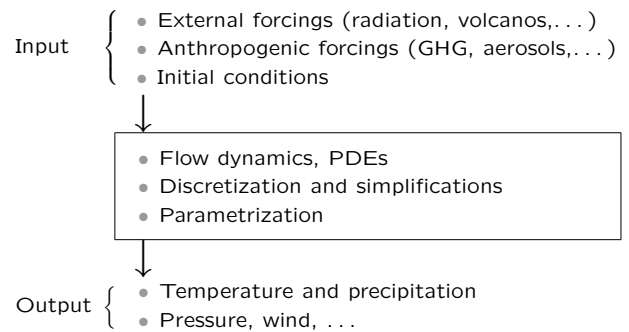 Input
• External forcings (radiation, volcanos,...)
• Anthropogenic forcings (GHG, aerosols,...)
• Initial conditions
• Flow dynamics, PDEs
• Discretization and simplifications
• Parametrization
Output
• Temperature and precipitation
• Pressure, wind, ...